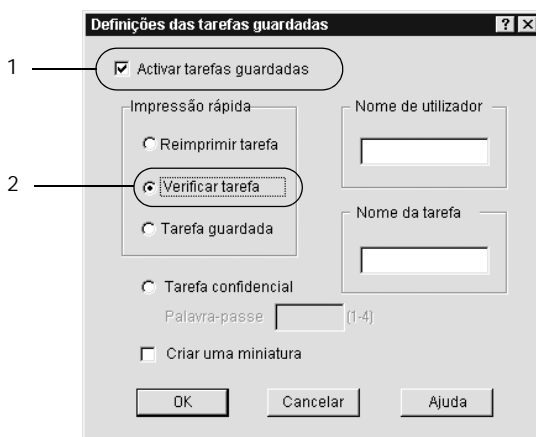 Definições das tarefas guardadas
1
Activar tarefas guardadas
Impressão rápida
Nome de utilizador
Reimprimir tarefa
2
Verificar tarefa
Nome da tarefa
Tarefa guardada
Tarefa confidencial
Palavra-passe (1-4)
Criar uma miniatura
OK Cancelar Ajuda